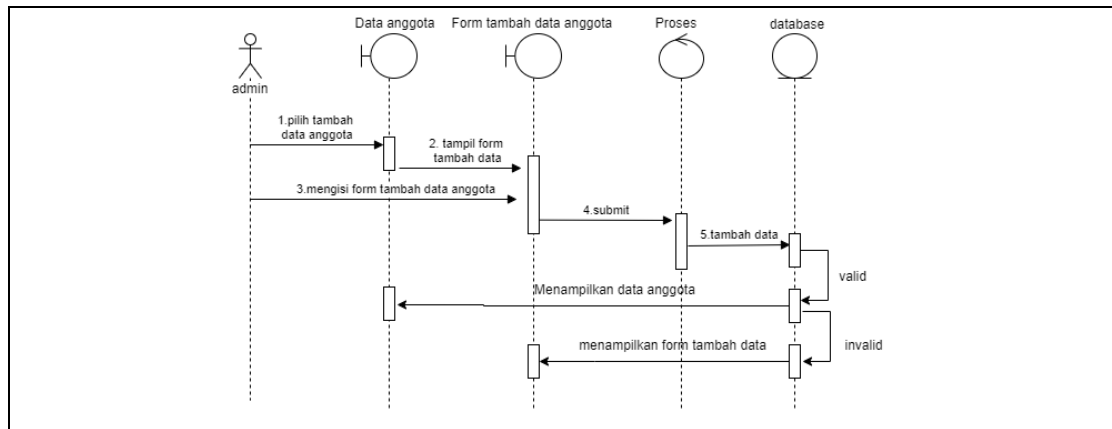 Data anggota
Form tambah data anggota
Proses
database
admin
1.pilih tambah
data anggota
2. tampil form
tambah data
3.mengisi form tambah data anggota
4.submit
5.tambah data
valid
Menampilkan data anggota
invalid
menampilkan form tambah data